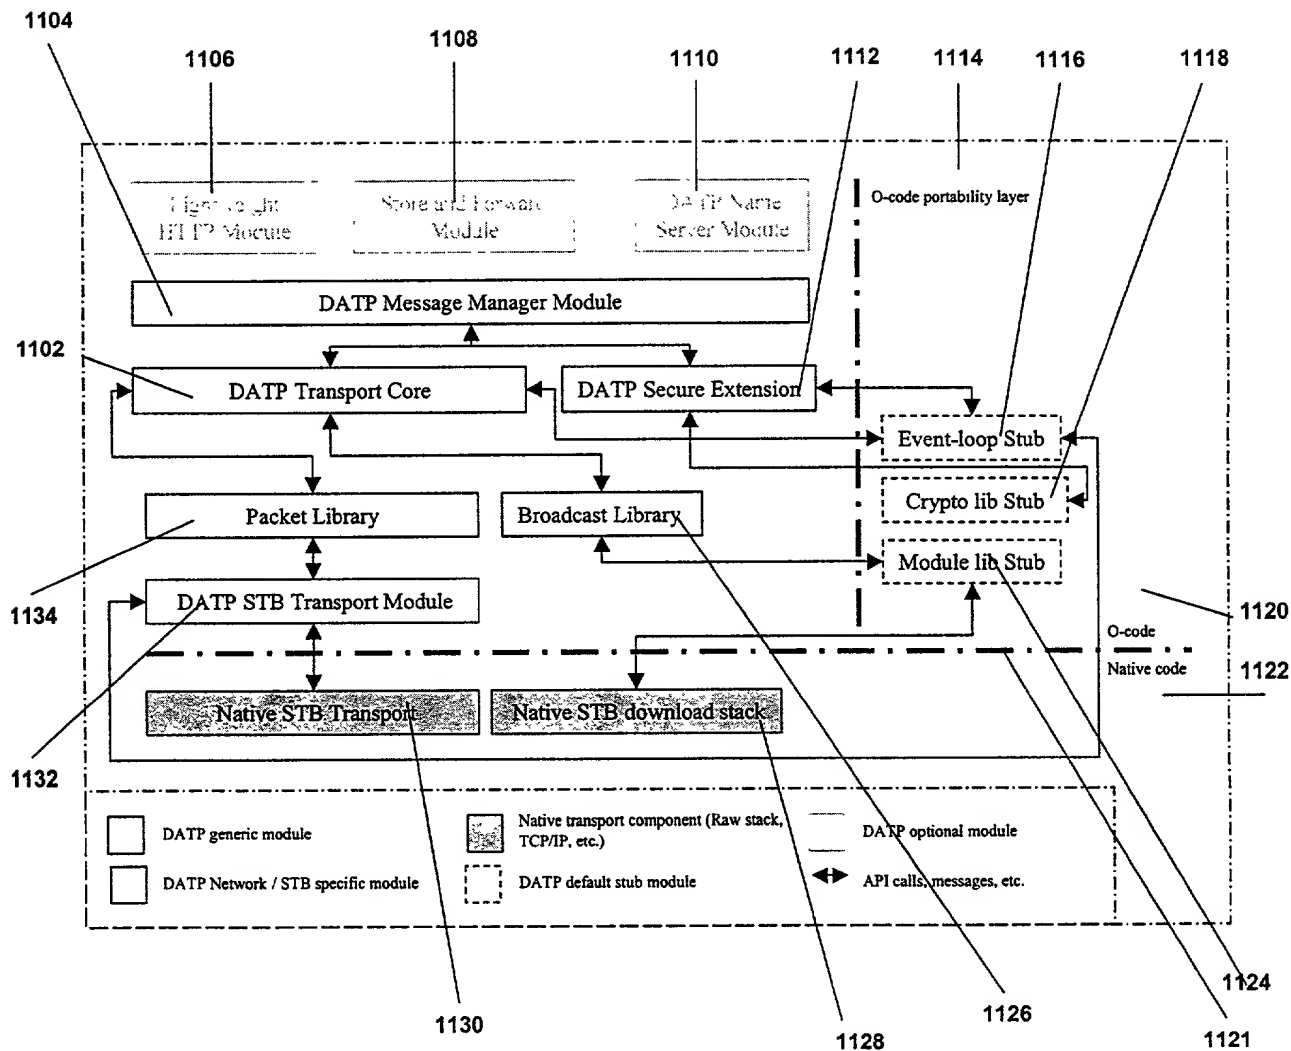 1104
1106
1108
1110
1112
1114
1116
1118
O-code portability layer
HTTP Module
Store and Forward
Module
DATP Name
Server Module
DATP Message Manager Module
1102
DATP Transport Core
DATP Secure Extension
Event-loop Stub
Crypto lib Stub
Packet Library
Broadcast Library
Module lib Stub
1134
DATP STB Transport Module
1120
O-code
Native code
1122
Native STB Transport
Native STB download stack
1132
DATP generic module
Native transport component (Raw stack,
TCP/IP, etc.)
DATP optional module
DATP Network / STB specific module
DATP default stub module
API calls, messages, etc.
1124
1130
1128
1126
1121